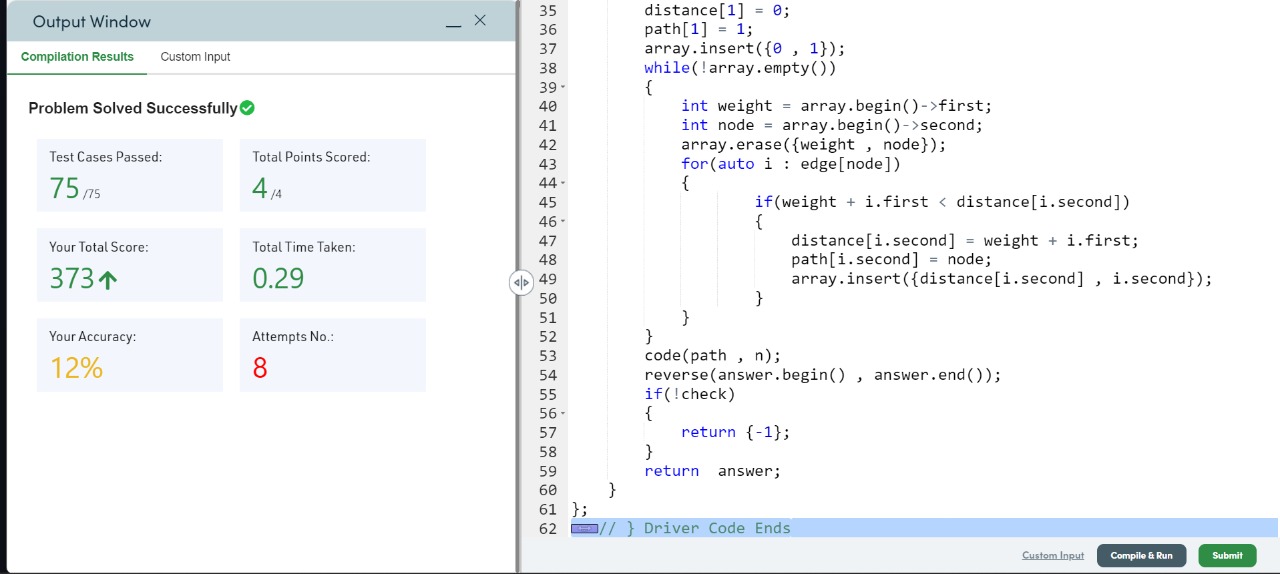 Output Window
Compilation Results
Custom Input
Problem Solved Successfully
Test Cases Passed:
75 /75
Total Points Scored:
4 /4
Your Total Score:
373
Total Time Taken:
0.29
Your Accuracy:
12%
Attempts No.:
8
35 distance[1] = 0;
36 path[1] = 1;
37 array.insert({0 , 1});
38 while(!array.empty())
39 {
40 int weight = array.begin()->first;
41 int node = array.begin()->second;
42 array.erase({weight , node});
43 for(auto i : edge[node])
44 {
45 if(weight + i.first < distance[i.second])
46 {
47 distance[i.second] = weight + i.first;
48 path[i.second] = node;
49 array.insert({distance[i.second] , i.second});
50 }
51 }
52 }
53 code(path , n);
54 reverse(answer.begin() , answer.end());
55 if(!check)
56 {
57 return {-1};
58 }
59 return  answer;
60 }
61 };
62 // } Driver Code Ends
Custom Input
Compile & Run
Submit